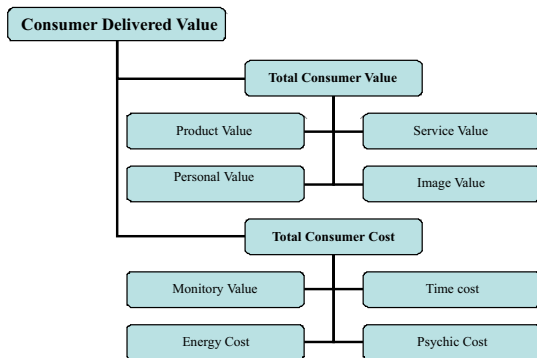 Consumer Delivered Value
Total Consumer Value
Product Value
Service Value
Personal Value
Image Value
Total Consumer Cost
Monitory Value
Time cost
Energy Cost
Psychic Cost